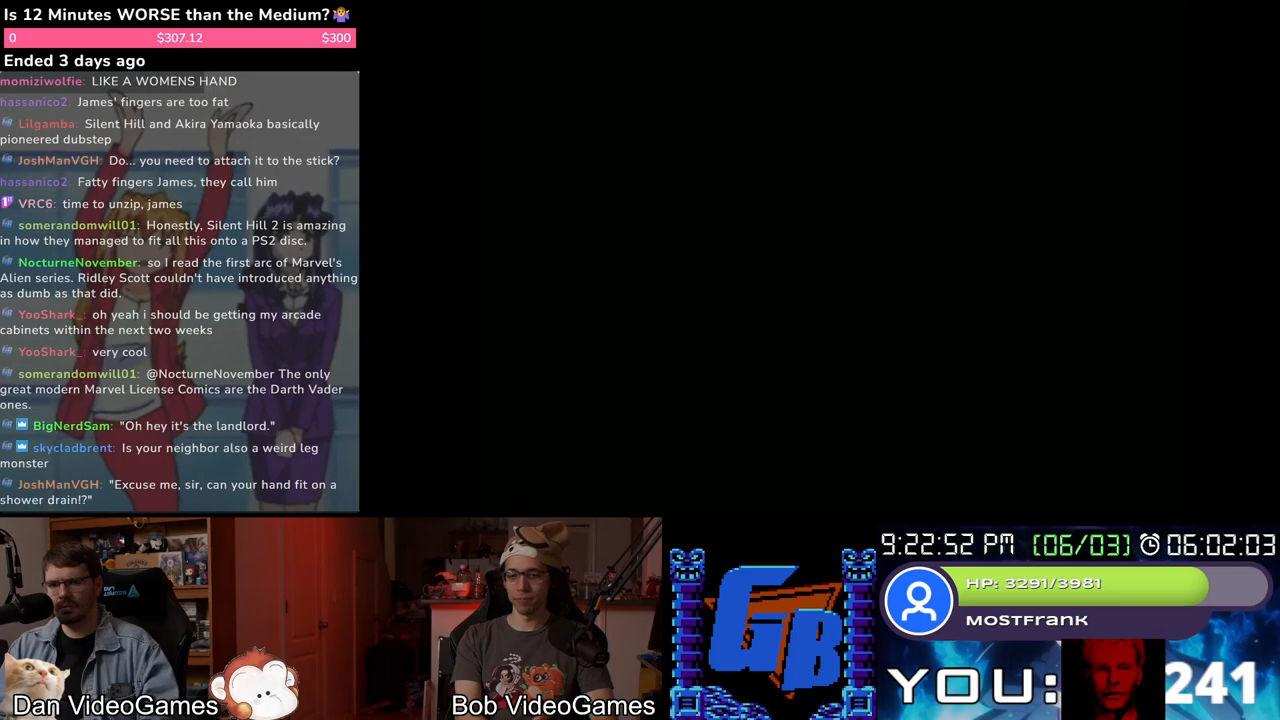 Is 12 Minutes WORSE than the Medium?🤷‍♀️
0 $307.12 $300
Ended 3 days ago
momiziwolfie: LIKE A WOMENS HAND
hassanico2: James' fingers are too fat
Lilgamba: Silent Hill and Akira Yamaoka basically
pioneered dubstep
JoshManVGH: Do... you need to attach it to the stick?
hassanico2: Fatty fingers James, they call him
VRC6: time to unzip, james
somerandomwill01: Honestly, Silent Hill 2 is amazing
in how they managed to fit all this onto a PS2 disc.
NocturneNovember: so I read the first arc of Marvel's
Alien series. Ridley Scott couldn't have introduced anything
as dumb as that did.
YooShark_: oh yeah i should be getting my arcade
cabinets within the next two weeks
YooShark_: very cool
somerandomwill01: @NocturneNovember The only
great modern Marvel License Comics are the Darth Vader
ones.
BigNerdSam: "Oh hey it's the landlord."
skycladbrent: Is your neighbor also a weird leg
monster
JoshManVGH: "Excuse me, sir, can your hand fit on a
shower drain!?"
Dan VideoGames
Bob VideoGames
GB
9:22:52 PM [06/03] 06:02:03
HP: 3291/3981
MOSTFRANK
YOU: 241